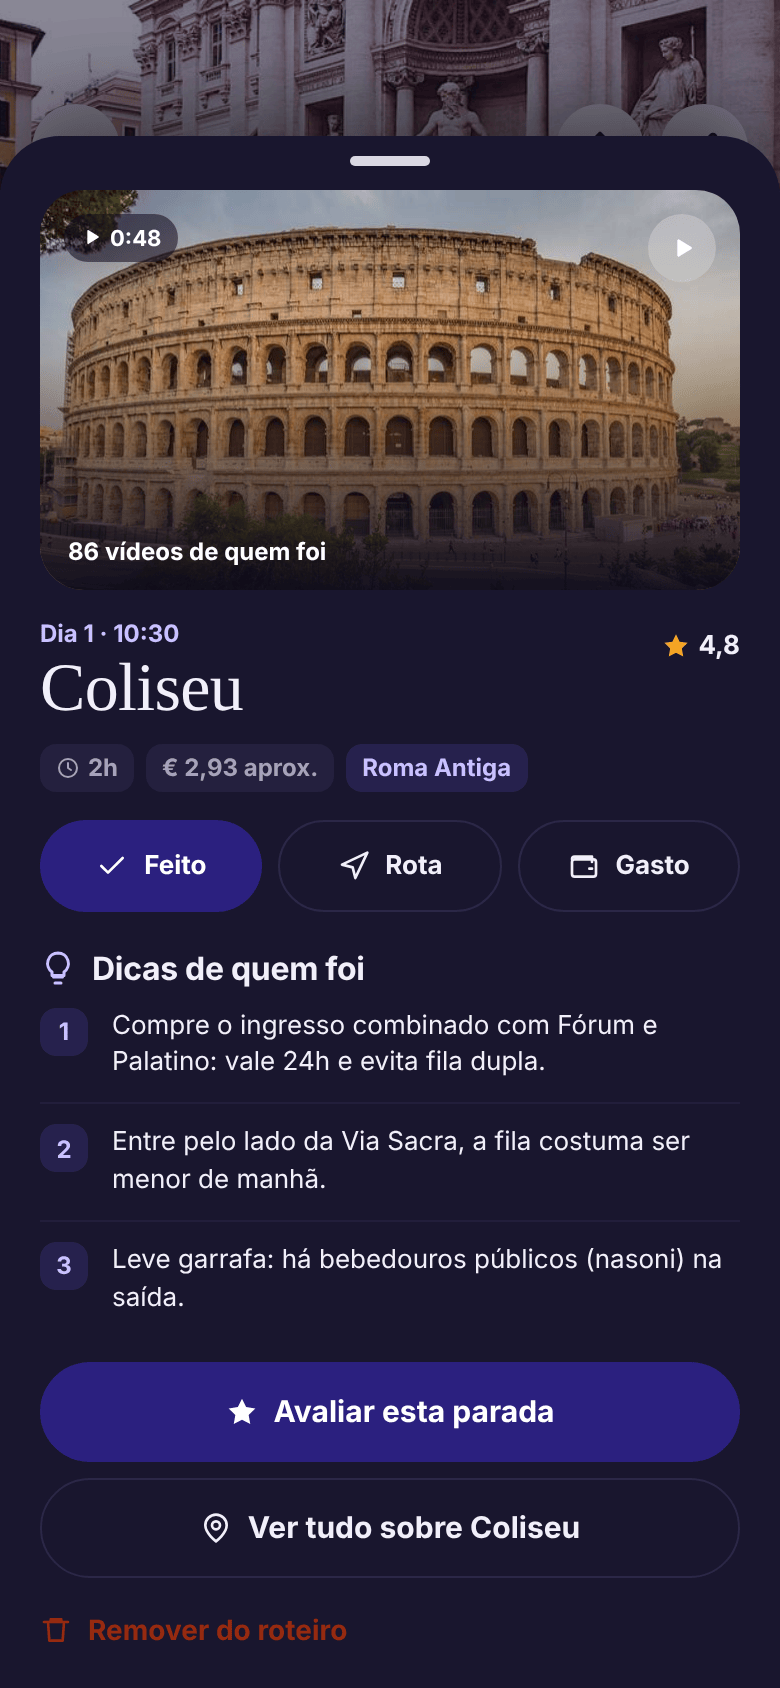 0:48
86 vídeos de quem foi
Dia 1 · 10:30
4,8
Coliseu
2h
€ 2,93 aprox.
Roma Antiga
Feito
Rota
Gasto
Dicas de quem foi
1
Compre o ingresso combinado com Fórum e
Palatino: vale 24h e evita fila dupla.
2
Entre pelo lado da Via Sacra, a fila costuma ser
menor de manhã.
3
Leve garrafa: há bebedouros públicos (nasoni) na
saída.
Avaliar esta parada
Ver tudo sobre Coliseu
Remover do roteiro